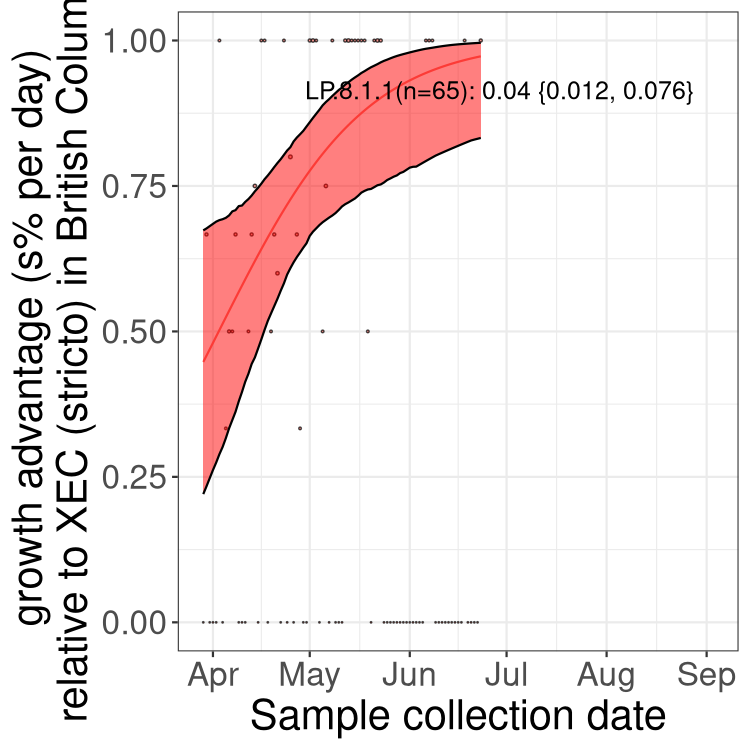 growth advantage (s% per day)
relative to XEC (stricto) in British Colum
1.00
0.75
0.50
0.25
0.00
LP.8.1.1(n=65): 0.04 {0.012, 0.076}
Apr May Jun Jul Aug Sep
Sample collection date